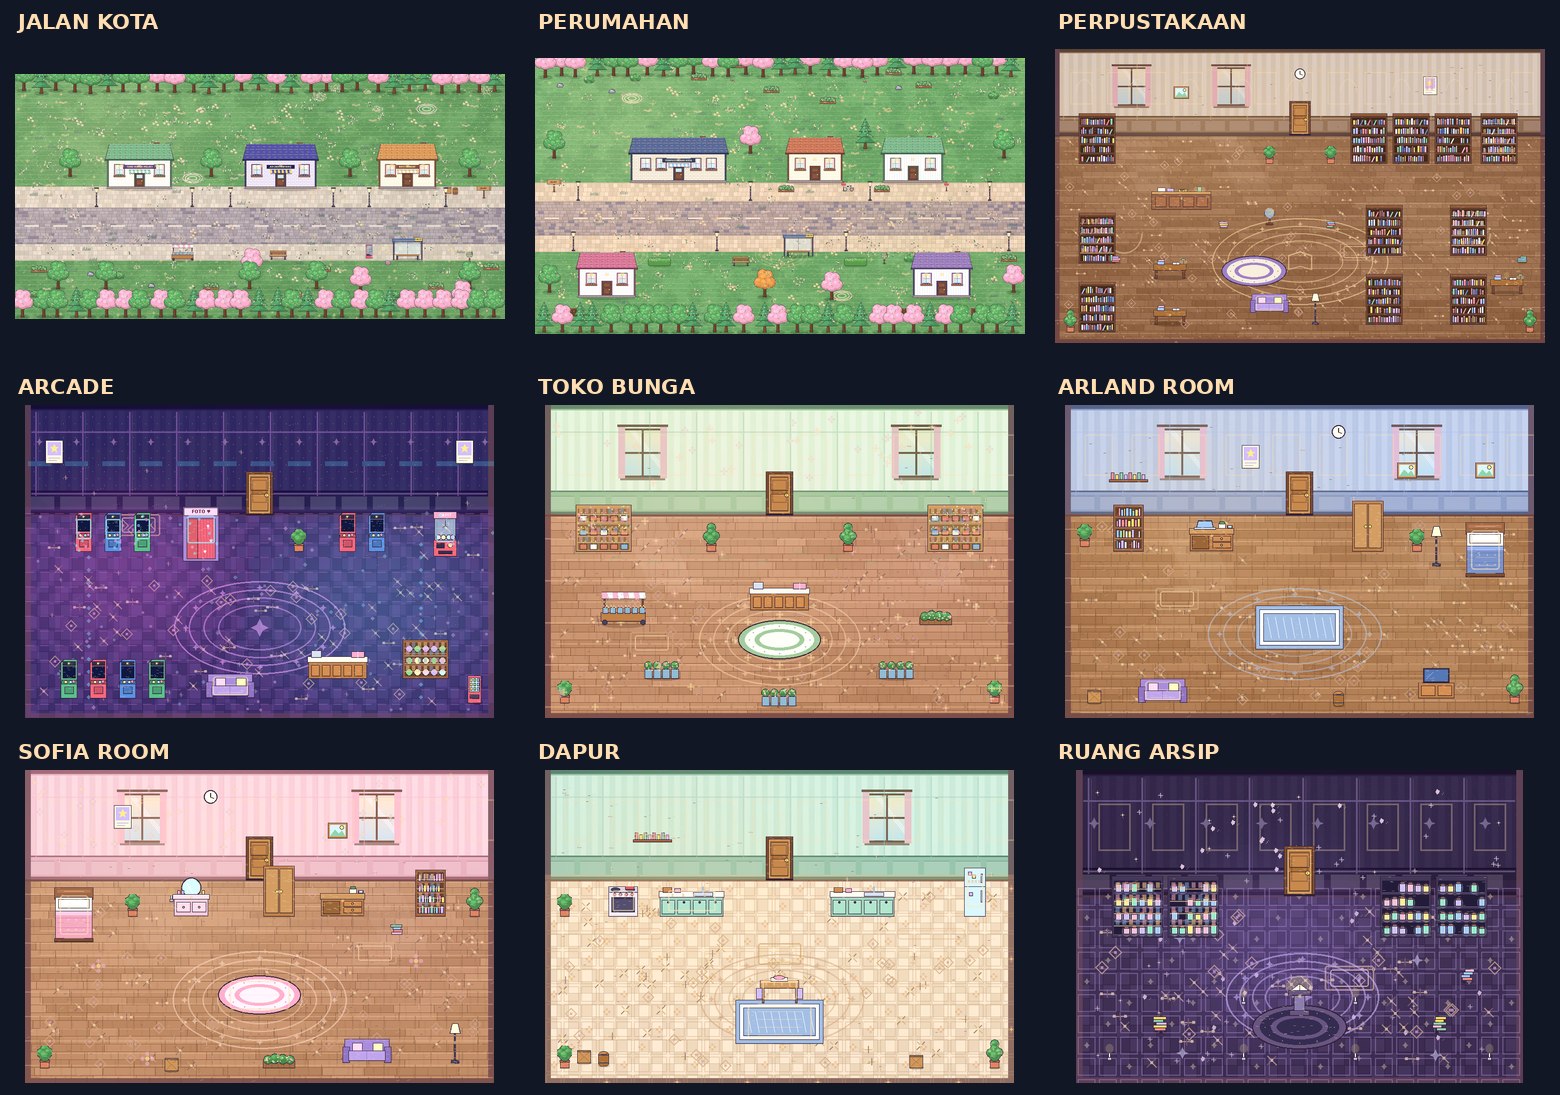 JALAN KOTA
PERUMAHAN
PERPUSTAKAAN
ARCADE
TOKO BUNGA
ARLAND ROOM
FOTO ♥
SOFIA ROOM
DAPUR
RUANG ARSIP